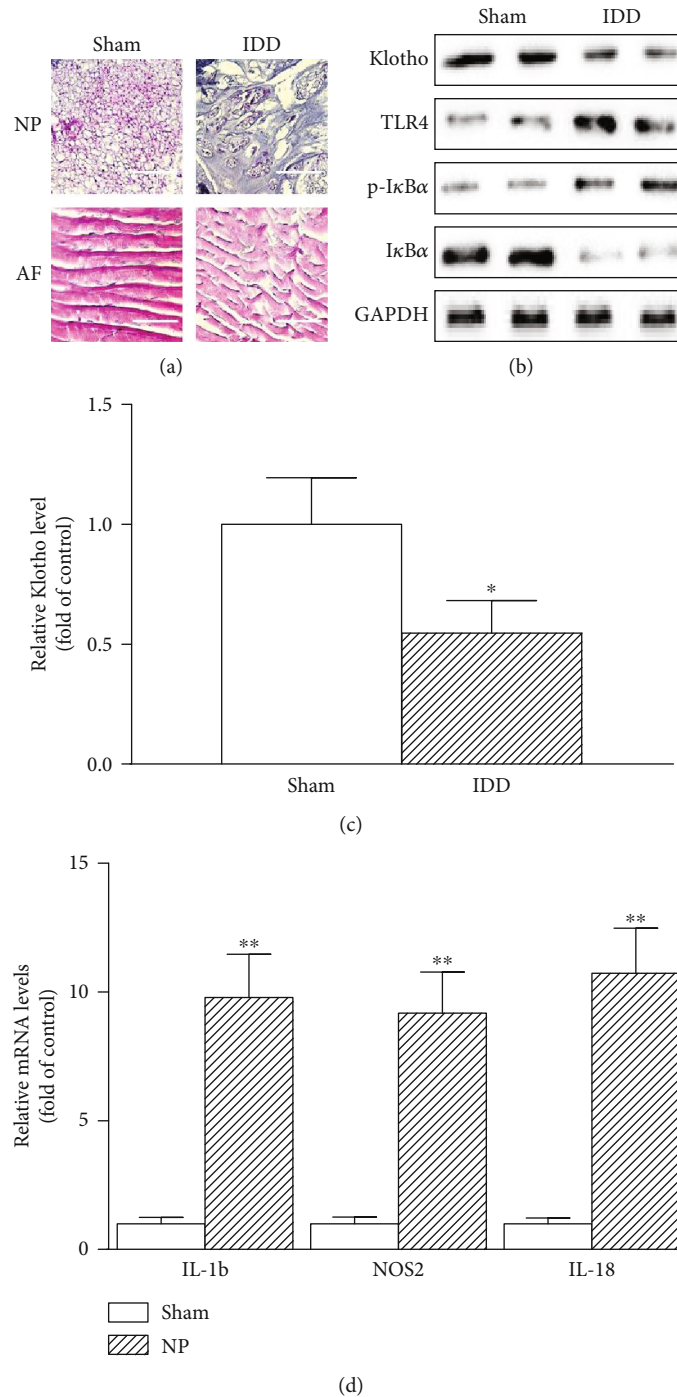 Sham IDD
NP
AF
(a)
Sham IDD
Klotho
TLR4
p-IκBα
IκBα
GAPDH
(b)
Relative Klotho level
(fold of control)
1.5
1.0
0.5
0.0
*
Sham IDD
(c)
Relative mRNA levels
(fold of control)
15
10
5
0
** ** **
IL-1b NOS2 IL-18
Sham
NP
(d)